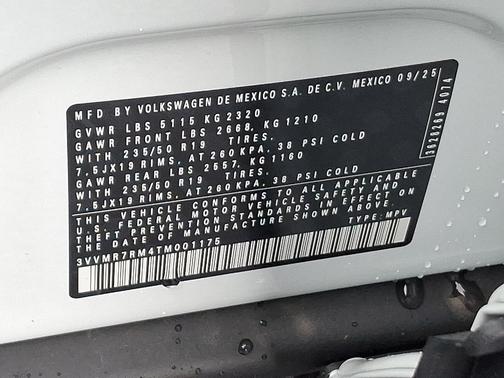 MFD BY VOLKSWAGEN DE MEXICO S.A. DE C.V. MEXICO 09/25
GVWR LBS 5115 KG 2320
GAWR FRONT LBS 2668, KG 1210
WITH 235/50 R19 TIRES.
7.5JX19 RIMS, AT 260KPA, 38 PSI COLD
GAWR REAR LBS 2557, KG 1160
WITH 235/50 R19 TIRES.
7.5JX19 RIMS, AT 260KPA, 38 PSI COLD
THIS VEHICLE CONFORMS TO ALL APPLICABLE
U.S. FEDERAL MOTOR VEHICLE SAFETY AND
THEFT PREVENTION STANDARDS IN EFFECT ON
THE DATE OF MANUFACTURE SHOWN ABOVE.
3VVMR7RM4TM001175 TYPE: MPV
3628269 4074